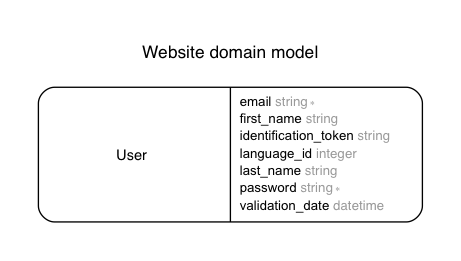 Website domain model
User
email string *
first_name string
identification_token string
language_id integer
last_name string
password string *
validation_date datetime